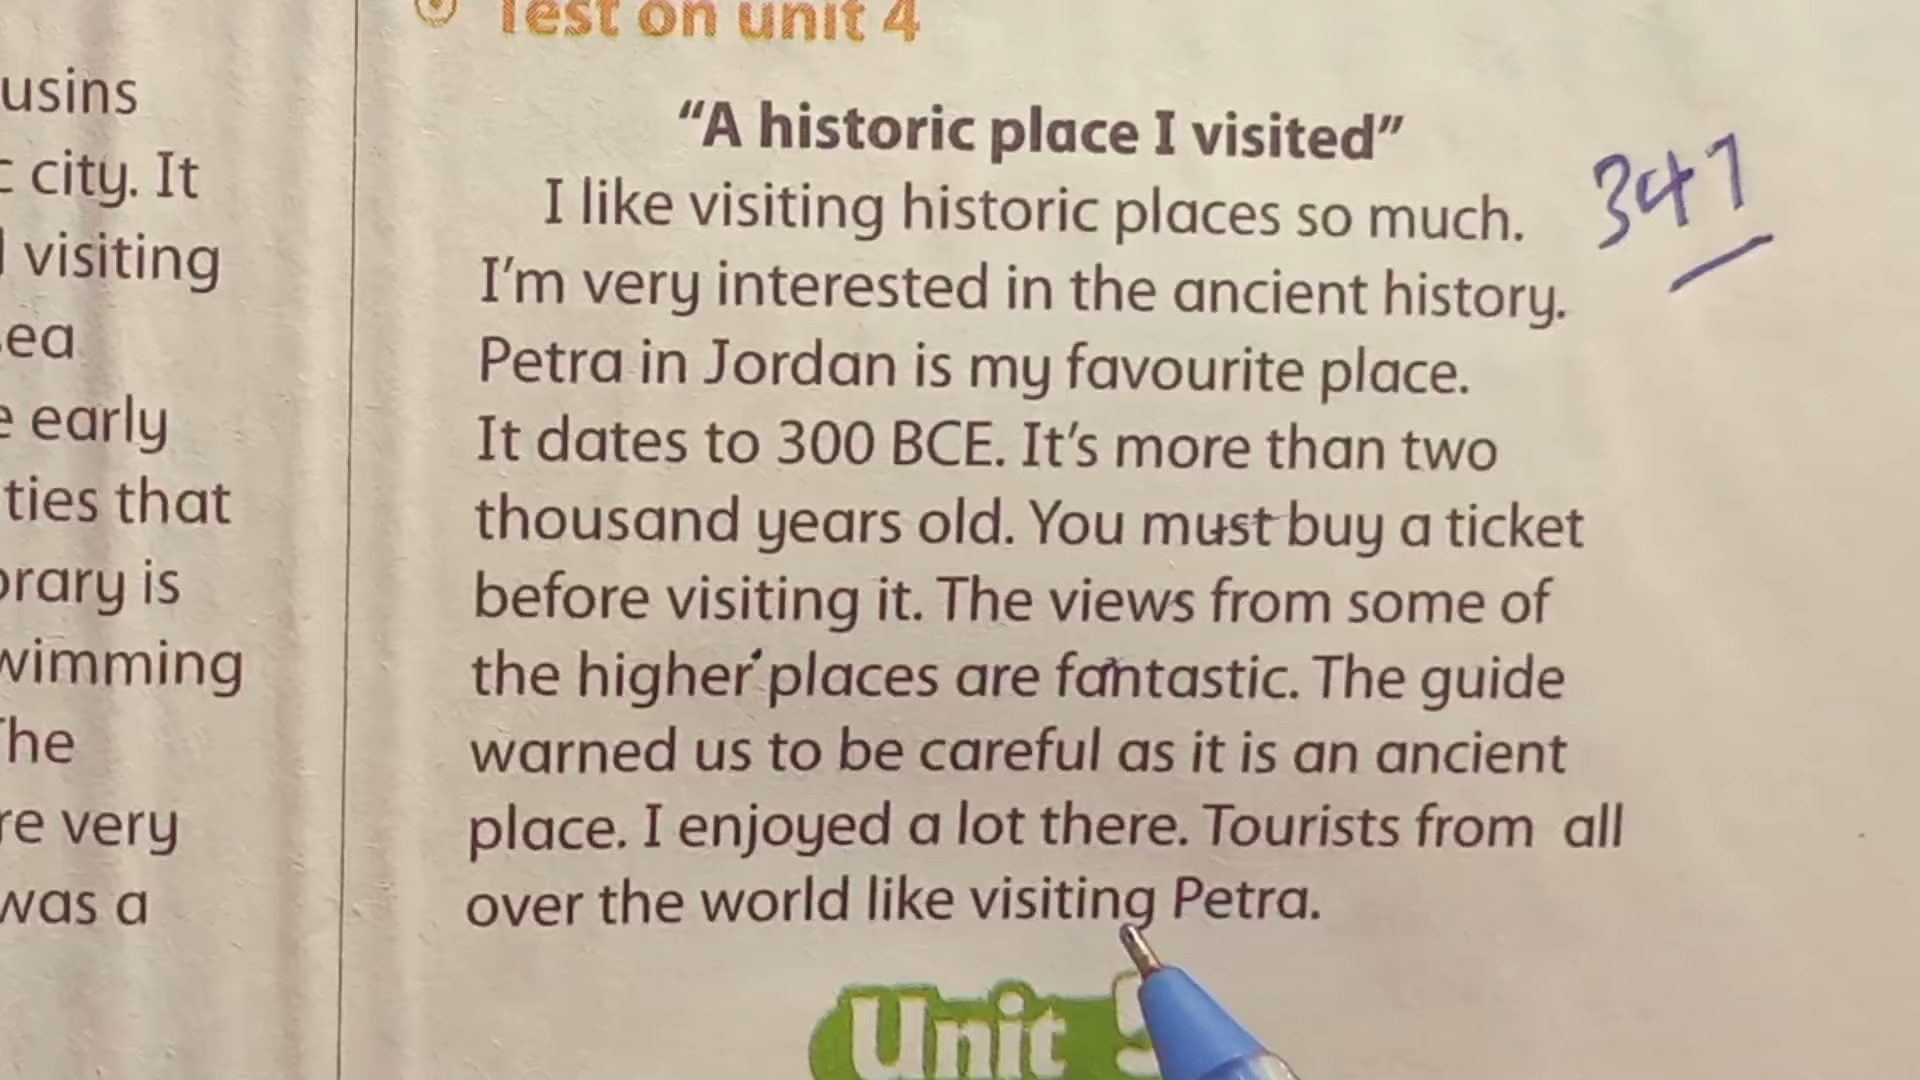 Test on unit 4
usins
city. It
visiting
ea
early
ties that
rary is
wimming
he
re very
was a
"A historic place I visited"
I like visiting historic places so much.
I'm very interested in the ancient history.
Petra in Jordan is my favourite place.
It dates to 300 BCE. It's more than two
thousand years old. You must buy a ticket
before visiting it. The views from some of
the higher places are fantastic. The guide
warned us to be careful as it is an ancient
place. I enjoyed a lot there. Tourists from all
over the world like visiting Petra.
347
Unit